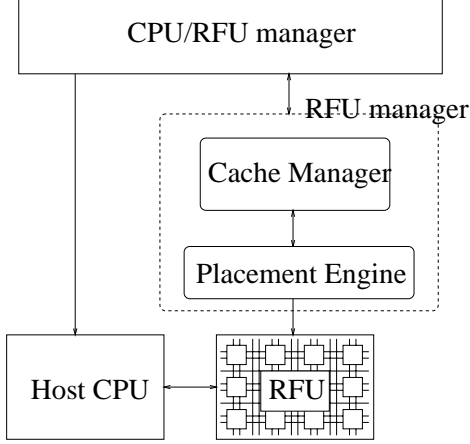 CPU/RFU manager
RFU manager
Cache Manager
Placement Engine
Host CPU
RFU